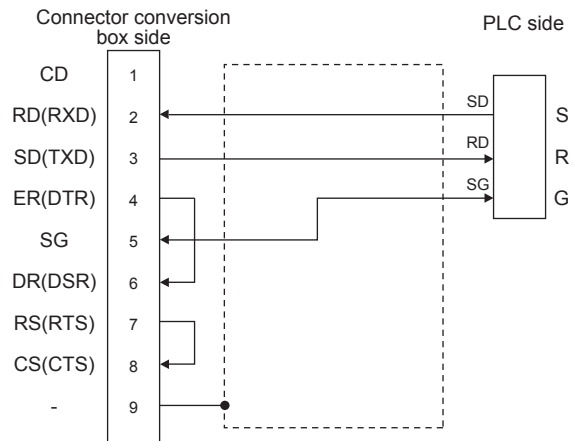 Connector conversion
box side
PLC side
CD 1
RD(RXD) 2 SD S
SD(TXD) 3 RD R
ER(DTR) 4 SG G
SG 5
DR(DSR) 6
RS(RTS) 7
CS(CTS) 8
- 9